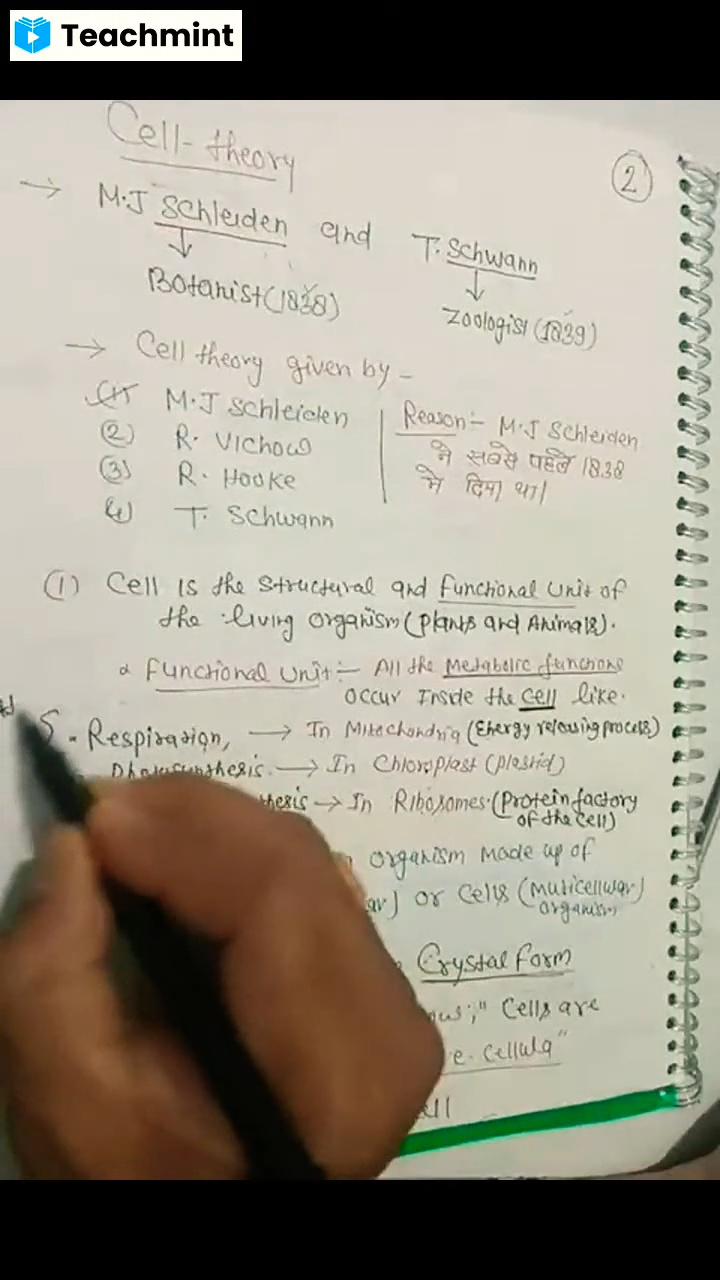 Teachmint
Cell-theory
2
→ M.J Schleiden and T. Schwann
Botanist (1838)
Zoologist (1839)
→ Cell theory given by -
(1) M.J Schleiden
(2) R. Vichow
(3) R. Hooke
(4) T. Schwann
Reason:- M.J Schleiden
ने सबसे पहले 1838
मे दिया था।
(1) Cell is the structural and functional unit of
the living organism (plants and Animals).
Functional unit:- All the Metabolic functions
occur inside the cell like.
Respiration, → In Mitochondria (Energy releasing process)
Photosynthesis. → In Chloroplast (plastid)
→ In Ribosomes. (Protein factory
of the cell)
organism made up of
or cells (Muticellular)
organism
Crystal form
cells are